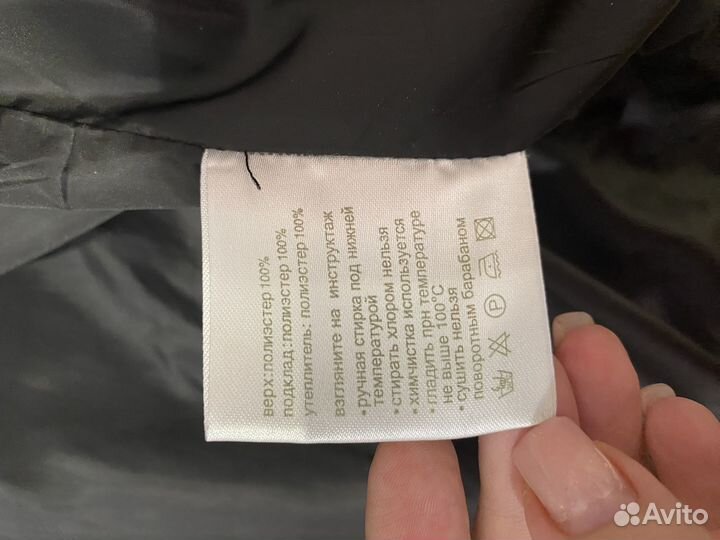 верх:полиэстер 100%
подклад:полиэстер 100%
утеплитель: полиэстер 100%
взгляните на инструктаж
• ручная стирка под нижней
температурой
• стирать хлором нельзя
• химчистка используется
• гладить прн температуре
не выше 100°C
• сушить нельзя
поворотным барабаном
P
Avito